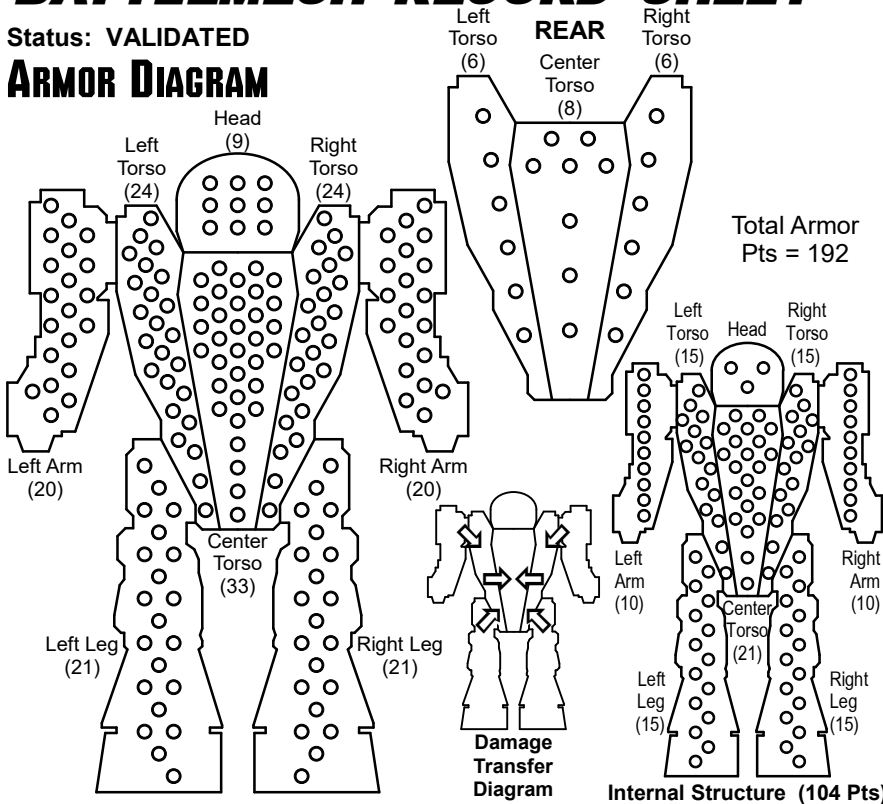 BATTLEMECH RECORD SHEET
Status: VALIDATED
ARMOR DIAGRAM
Head
(9)
Left
Torso
(24)
Right
Torso
(24)
Left Arm
(20)
Right Arm
(20)
Center
Torso
(33)
Left Leg
(21)
Right Leg
(21)
Left
Torso
(6)
REAR
Right
Torso
(6)
Center
Torso
(8)
Total Armor
Pts = 192
Damage
Transfer
Diagram
Left
Torso
(15)
Head
Right
Torso
(15)
Left
Arm
(10)
Right
Arm
(10)
Center
Torso
(21)
Left
Leg
(15)
Right
Leg
(15)
Internal Structure (104 Pts)